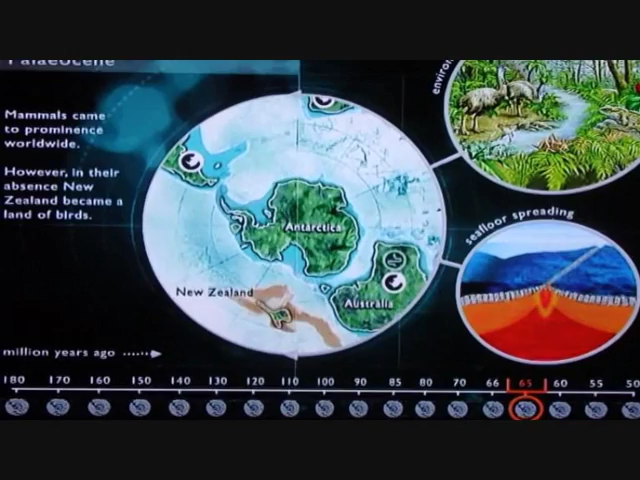 Palaeocene
Mammals came
to prominence
worldwide.
However, in their
absence New
Zealand became a
land of birds.
environ
Antarctica
New Zealand
Australia
seafloor spreading
million years ago
180 170 160 150 140 130 120 110 100 90 85 80 70 66 65 60 55 50